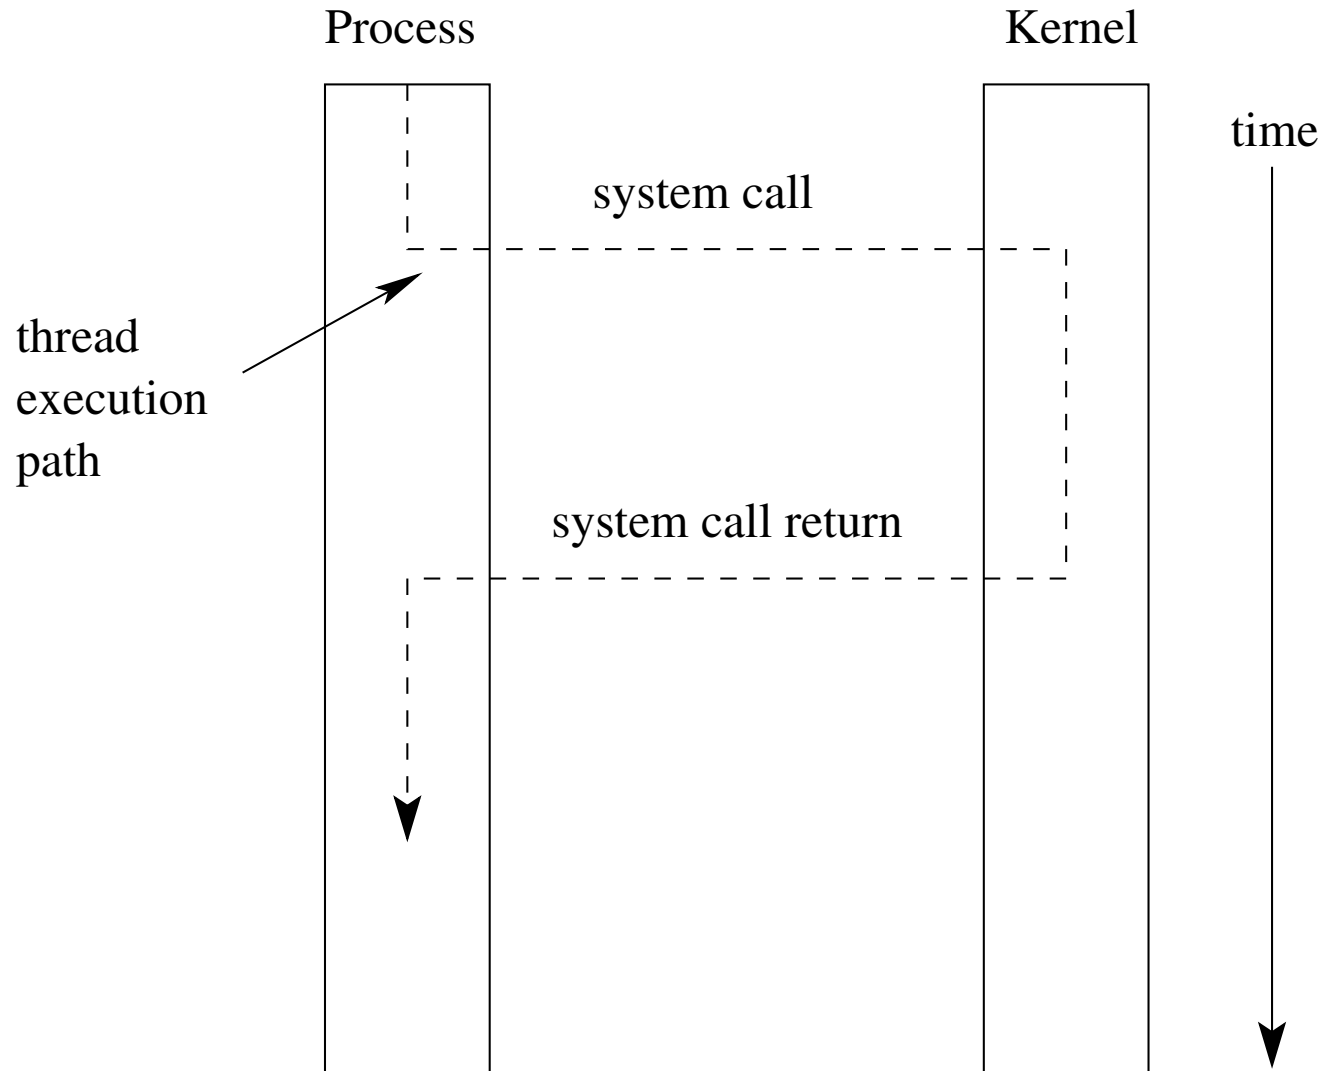 Process
Kernel
time
system call
thread
execution
path
system call return